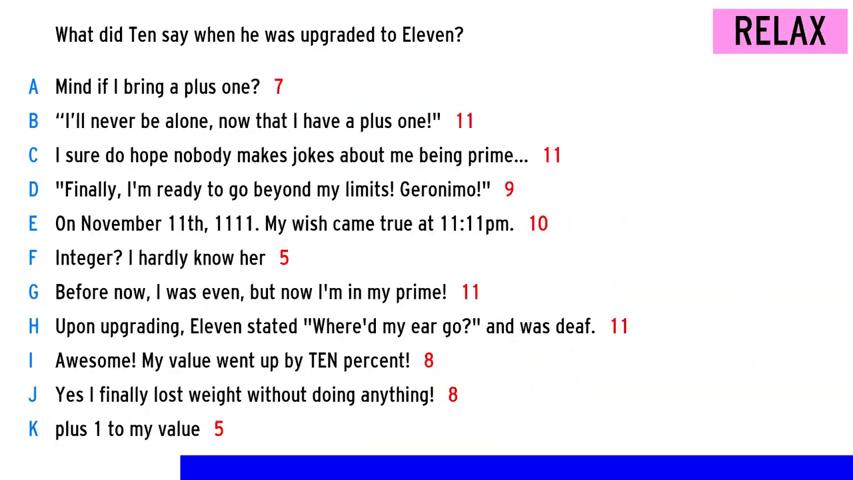 What did Ten say when he was upgraded to Eleven?
RELAX
A Mind if I bring a plus one? 7
B “I'll never be alone, now that I have a plus one!" 11
C I sure do hope nobody makes jokes about me being prime... 11
D "Finally, I'm ready to go beyond my limits! Geronimo!" 9
E On November 11th, 1111. My wish came true at 11:11pm. 10
F Integer? I hardly know her 5
G Before now, I was even, but now I'm in my prime! 11
H Upon upgrading, Eleven stated "Where'd my ear go?" and was deaf. 11
I Awesome! My value went up by TEN percent! 8
J Yes I finally lost weight without doing anything! 8
K plus 1 to my value 5